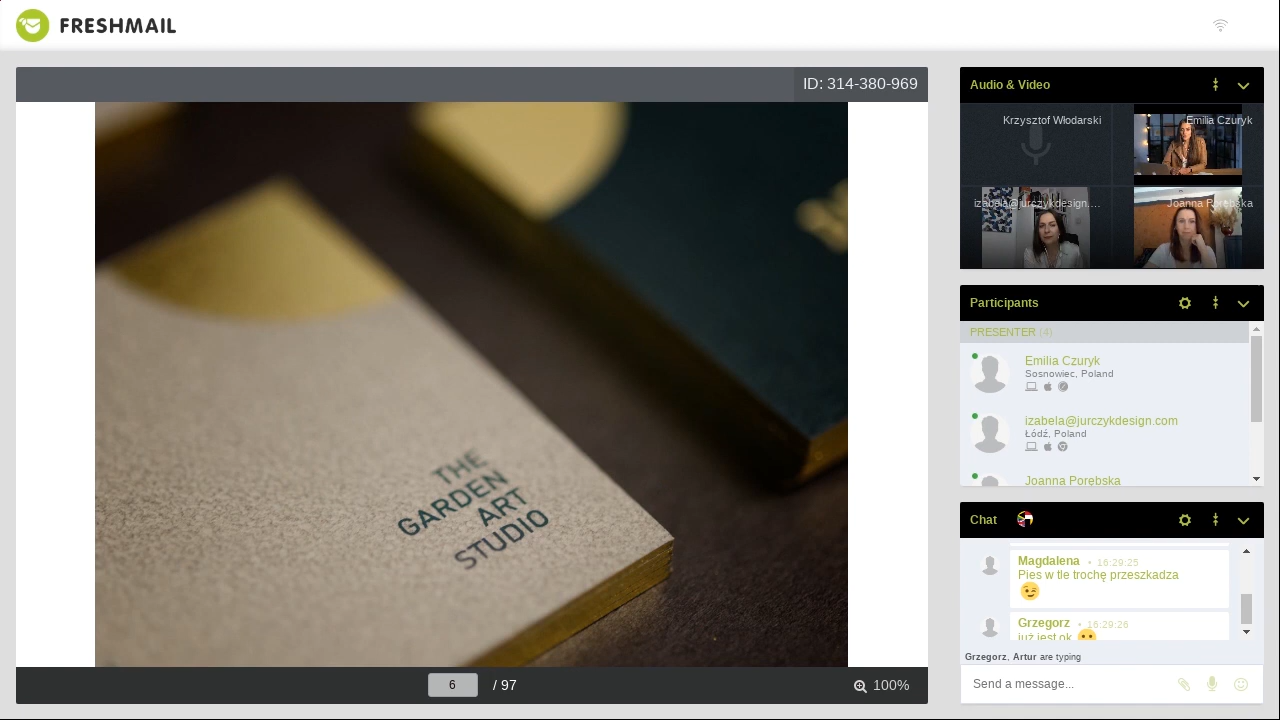 FRESHMAIL
ID: 314-380-969
THE
GARDEN
ART
STUDIO
6 / 97
100%
Audio & Video
Krzysztof Włodarski
Emilia Czuryk
izabela@jurczykdesign....
Joanna Porębska
Participants
PRESENTER (4)
Emilia Czuryk
Sosnowiec, Poland
izabela@jurczykdesign.com
Łódź, Poland
Joanna Porębska
Chat
Magdalena • 16:29:25
Pies w tle trochę przeszkadza
😉
Grzegorz • 16:29:26
już jest ok
Grzegorz, Artur are typing
Send a message...